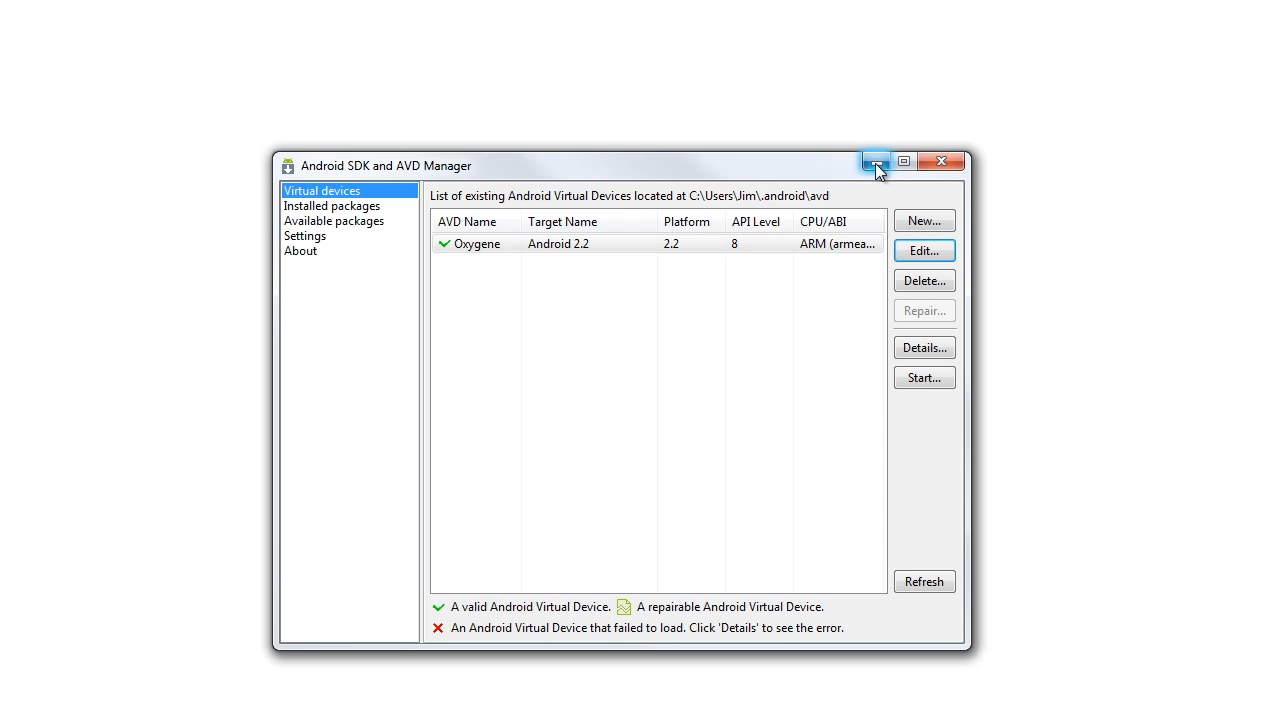 Android SDK and AVD Manager
Virtual devices
Installed packages
Available packages
Settings
About
List of existing Android Virtual Devices located at C:\Users\Jim\.android\avd
AVD Name Target Name Platform API Level CPU/ABI
Oxygene Android 2.2 2.2 8 ARM (armea...
New...
Edit...
Delete...
Repair...
Details...
Start...
Refresh
A valid Android Virtual Device. A repairable Android Virtual Device.
An Android Virtual Device that failed to load. Click 'Details' to see the error.